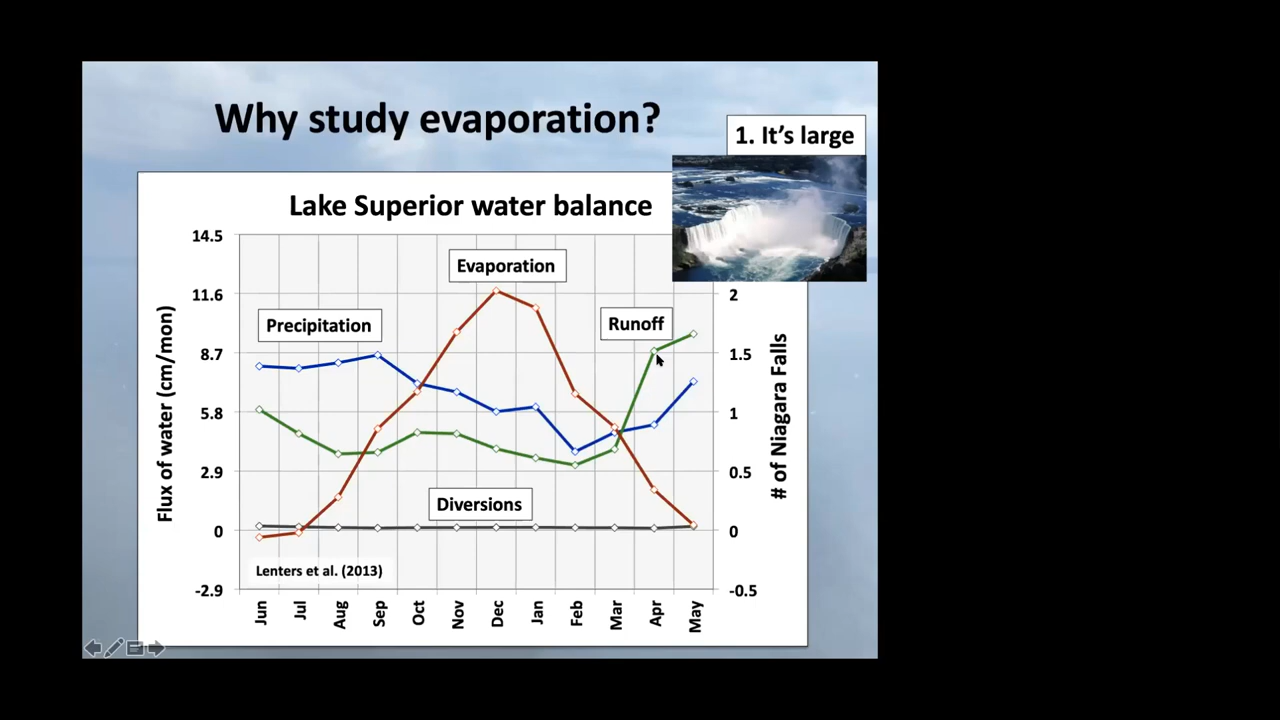 Why study evaporation?
1. It's large
Lake Superior water balance
14.5
11.6
8.7
5.8
2.9
0
-2.9
Flux of water (cm/mon)
Evaporation
Precipitation
Runoff
Diversions
Lenters et al. (2013)
2
1.5
1
0.5
0
-0.5
# of Niagara Falls
Jun
Jul
Aug
Sep
Oct
Nov
Dec
Jan
Feb
Mar
Apr
May